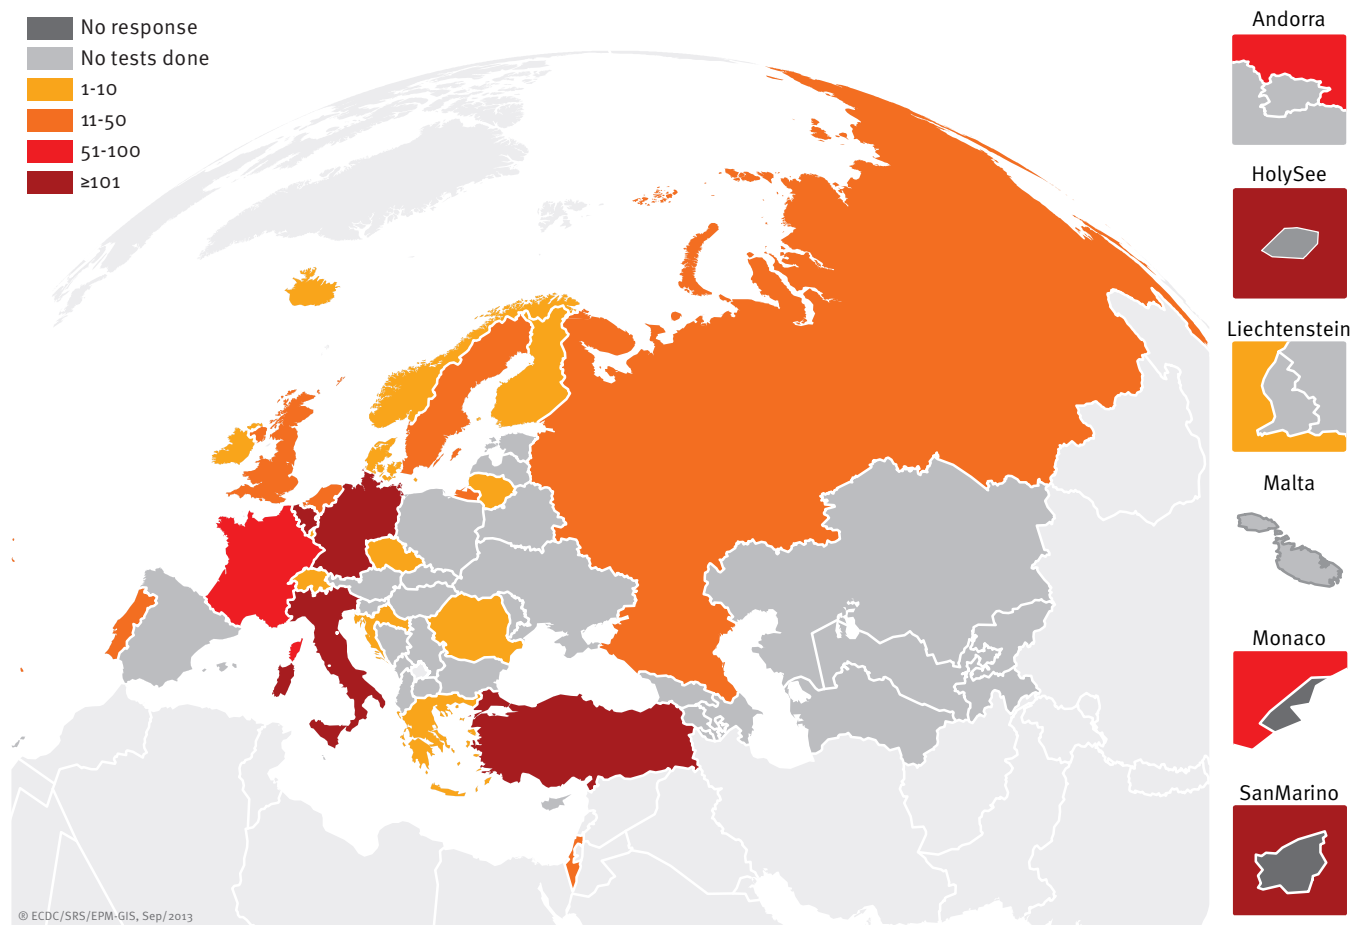 No response
No tests done
1-10
11-50
51-100
≥101
Andorra
HolySee
Liechtenstein
Malta
Monaco
SanMarino
® ECDC/SRS/EPM-GIS, Sep/2013